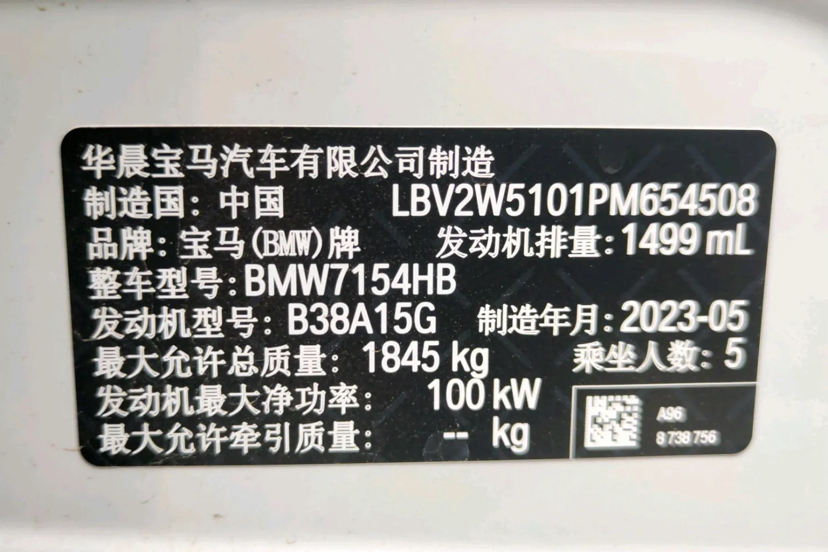 华晨宝马汽车有限公司制造
制造国：中国 LBV2W5101PM654508
品牌：宝马(BMW)牌 发动机排量：1499 mL
整车型号：BMW7154HB
发动机型号：B38A15G 制造年月：2023-05
最大允许总质量：1845 kg 乘坐人数：5
发动机最大净功率：100 kW
最大允许牵引质量：-- kg
A96
8 738 756